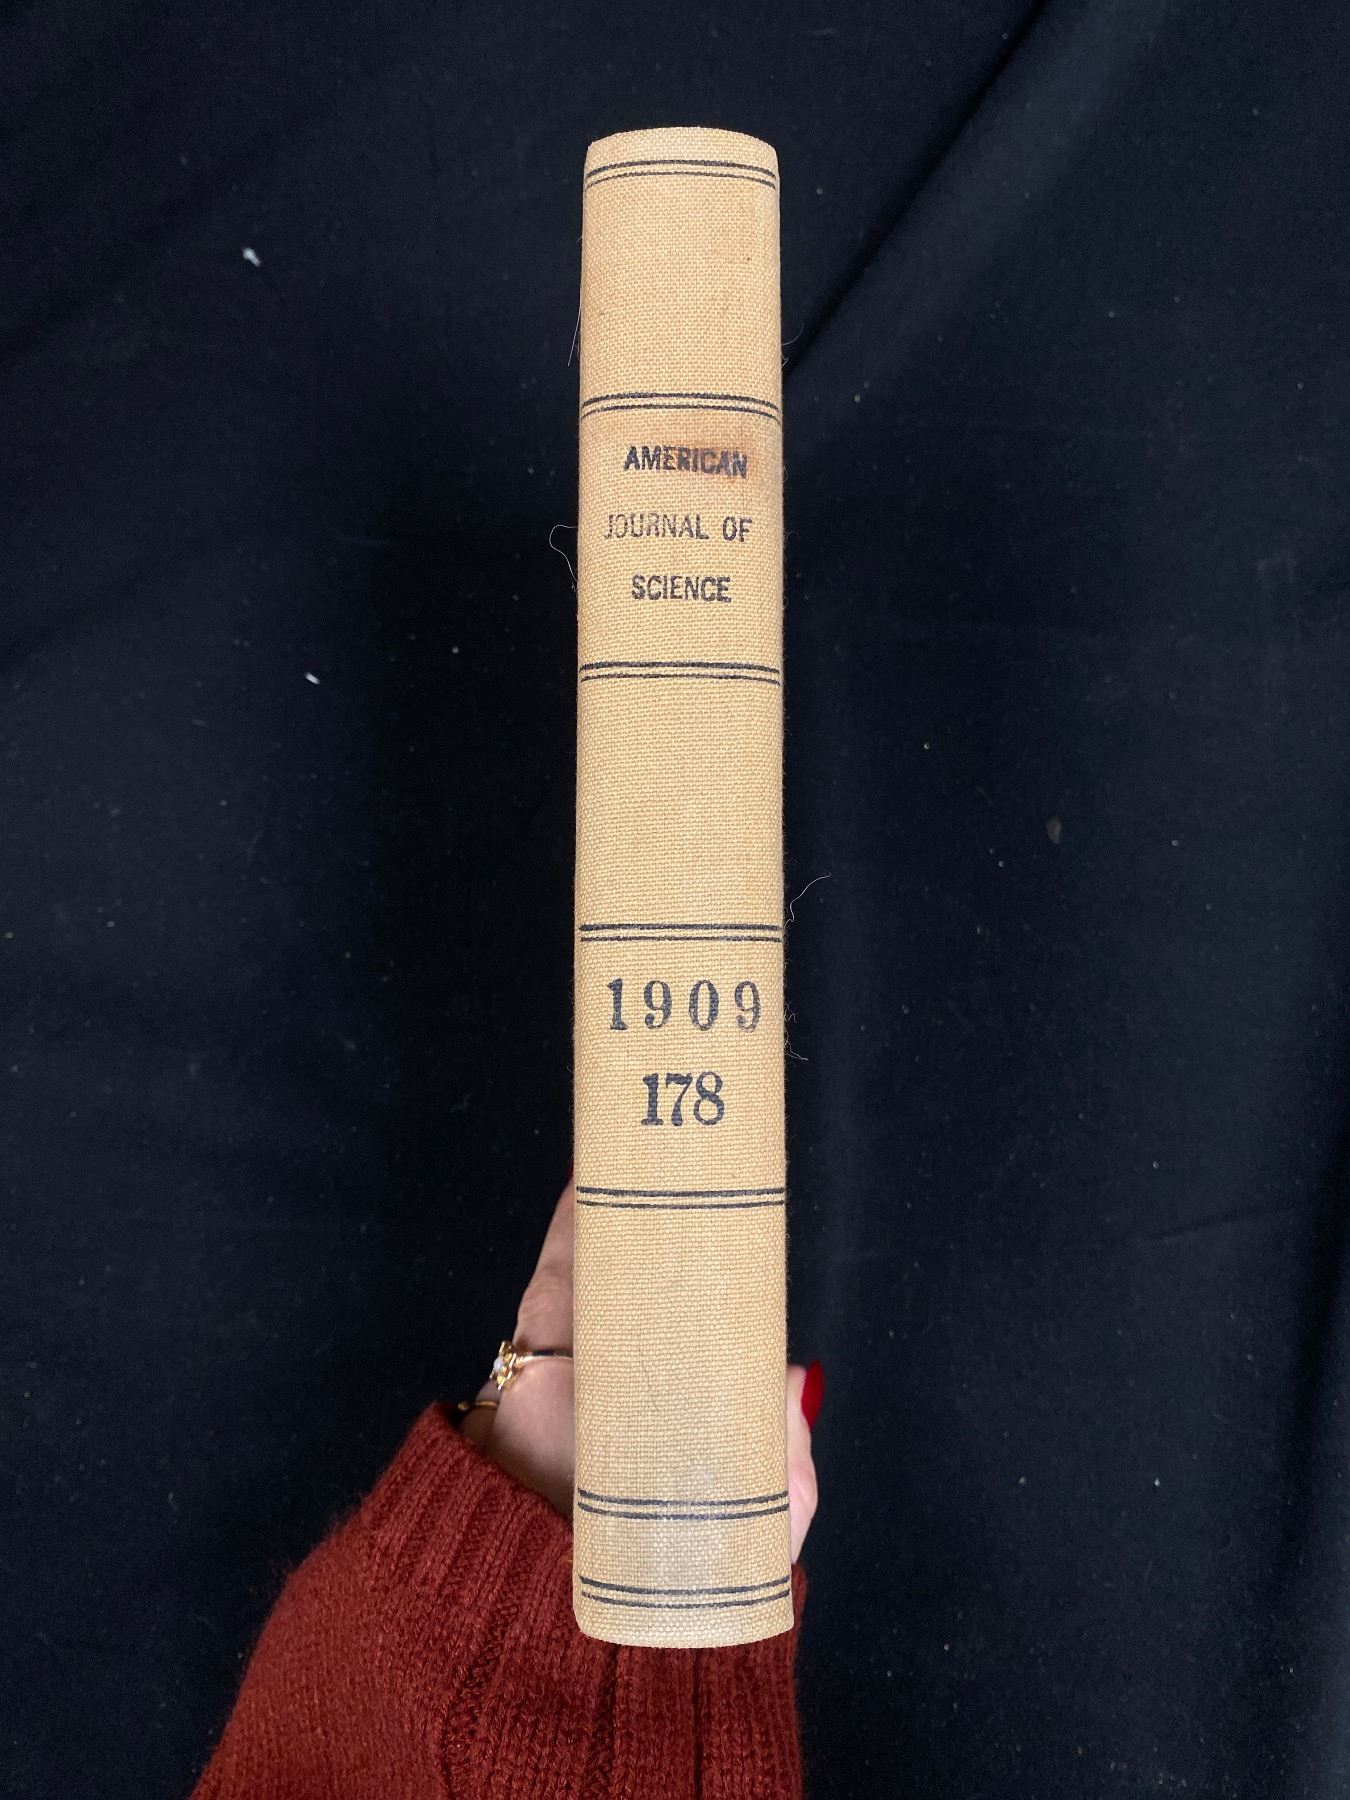 AMERICAN
JOURNAL OF
SCIENCE
1909
178